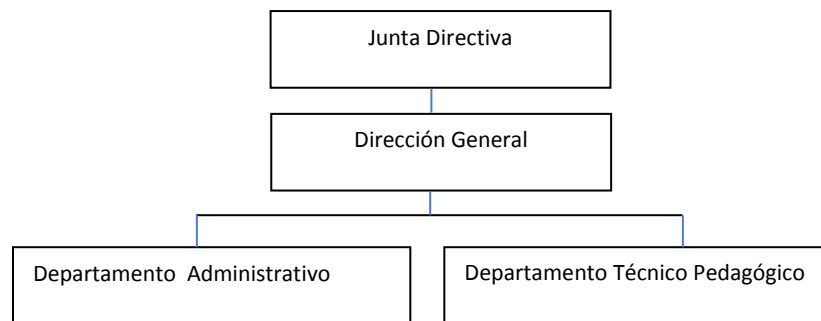 Junta Directiva
Dirección General
Departamento  Administrativo
Departamento Técnico Pedagógico